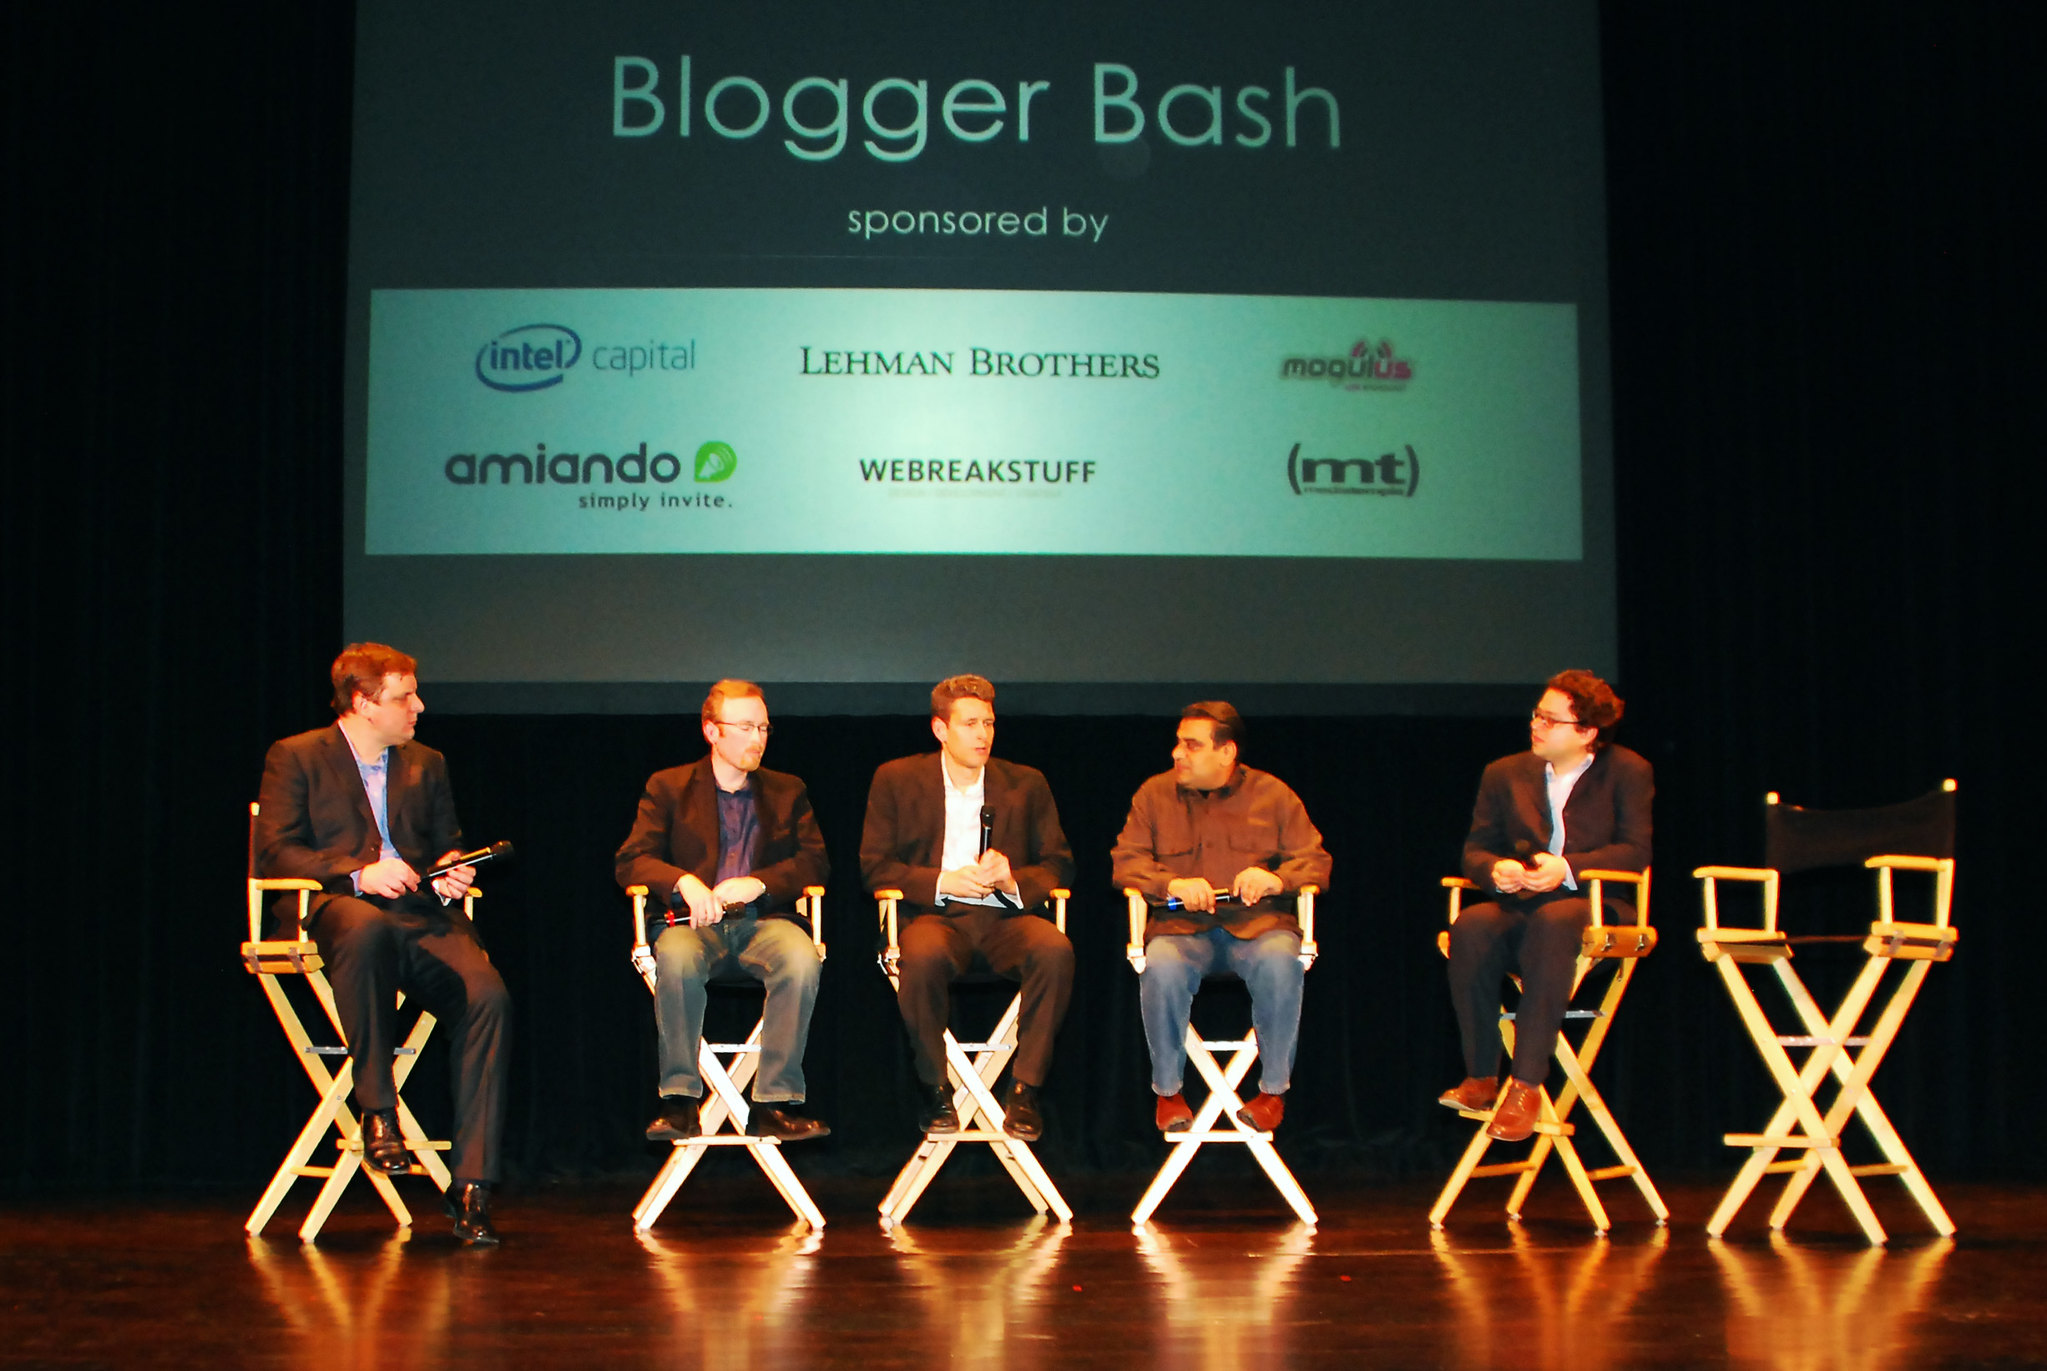 Blogger Bash
sponsored by
intel capital
LEHMAN BROTHERS
mogulus
amiando
simply invite.
WEBREAKSTUFF
(mt)